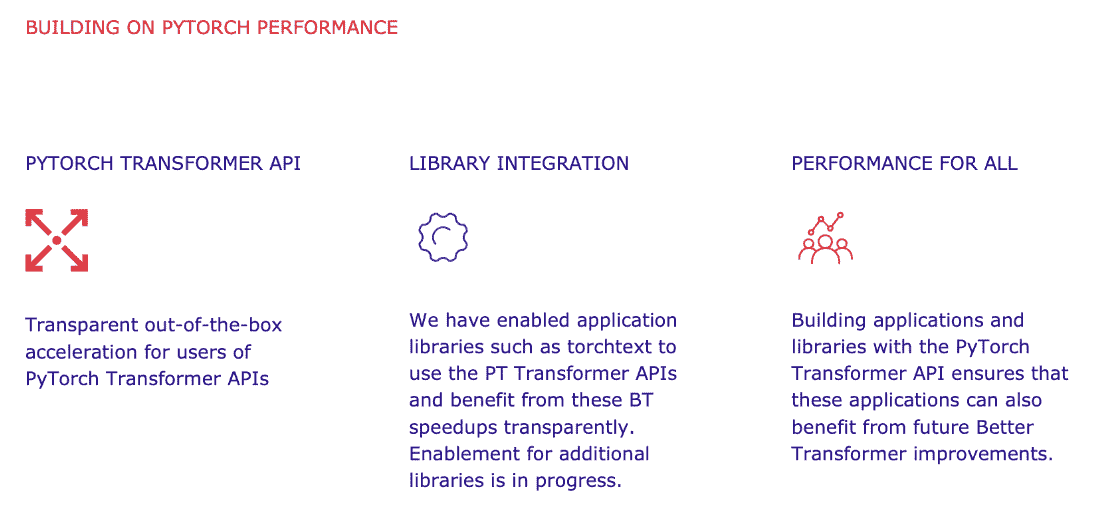 BUILDING ON PYTORCH PERFORMANCE
PYTORCH TRANSFORMER API
Transparent out-of-the-box
acceleration for users of
PyTorch Transformer APIs
LIBRARY INTEGRATION
We have enabled application
libraries such as torchtext to
use the PT Transformer APIs
and benefit from these BT
speedups transparently.
Enablement for additional
libraries is in progress.
PERFORMANCE FOR ALL
Building applications and
libraries with the PyTorch
Transformer API ensures that
these applications can also
benefit from future Better
Transformer improvements.